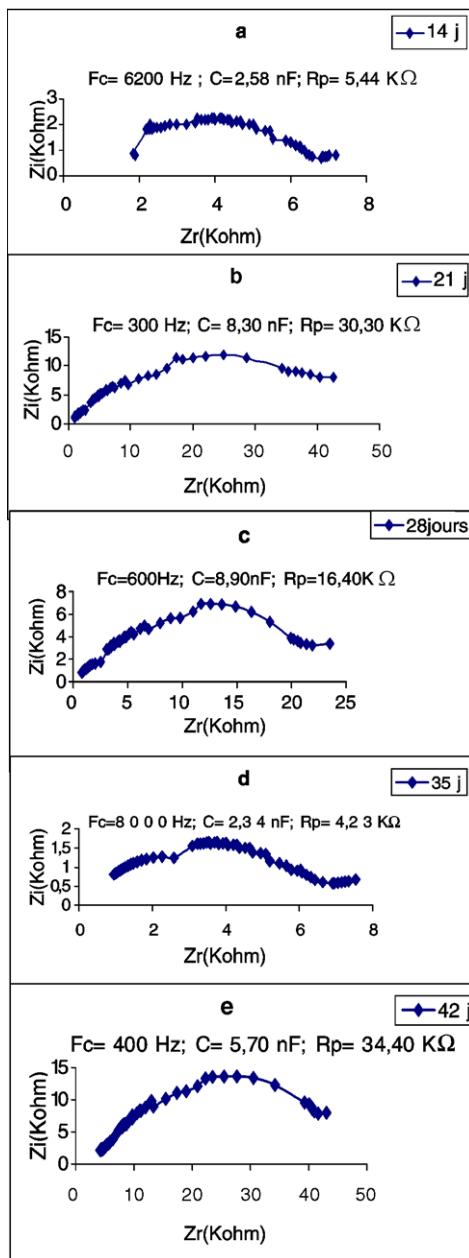 a
14 j
Fc= 6200 Hz ; C=2,58 nF; Rp= 5,44 KΩ
Zi(Kohm)
3
2
1
0
0 2 4 6 8
Zr(Kohm)
b
21 j
Fc= 300 Hz; C= 8,30 nF; Rp= 30,30 KΩ
Zi(Kohm)
15
10
5
0
0 10 20 30 40 50
Zr(Kohm)
28jours
c
Fc=600Hz; C=8,90nF; Rp=16,40K Ω
Zi(Kohm)
8
6
4
2
0
0 5 10 15 20 25
Zr(Kohm)
d
35 j
Fc=8 0 0 0 Hz; C= 2,3 4 nF; Rp= 4,2 3 KΩ
Zi(Kohm)
2
1,5
1
0,5
0
0 2 4 6 8
Zr(Kohm)
e
42 j
Fc= 400 Hz; C= 5,70 nF; Rp= 34,40 KΩ
Zi(Kohm)
15
10
5
0
0 10 20 30 40 50
Zr(Kohm)